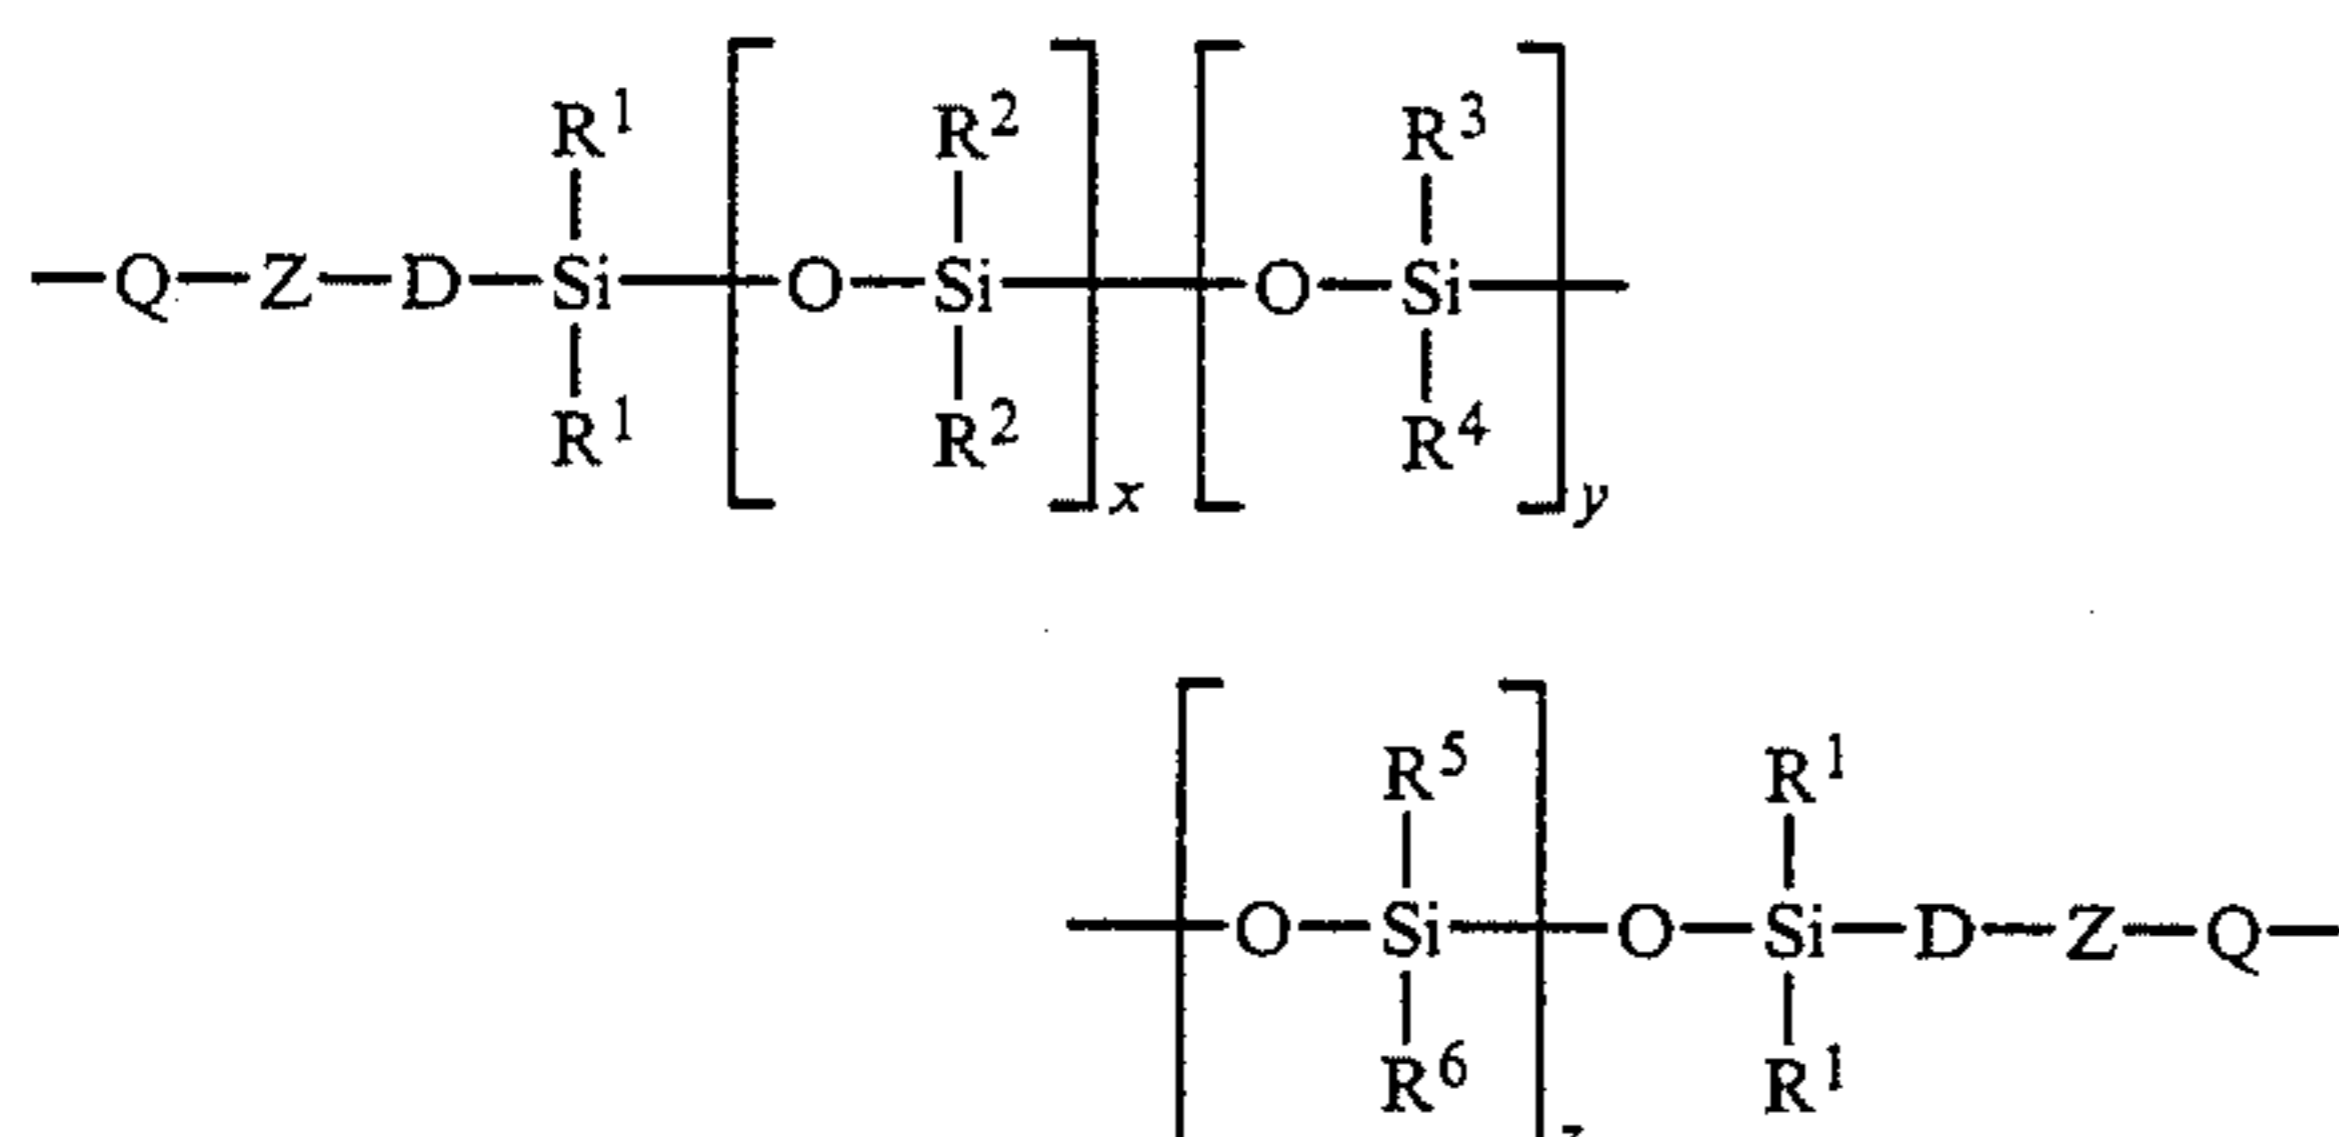 R¹ R² R³
Q—Z—D—Si—O—Si—O—Si
R¹ R² R⁴
x y
R⁵ R¹
O—Si—O—Si—D—Z—Q
R⁶ R¹
z